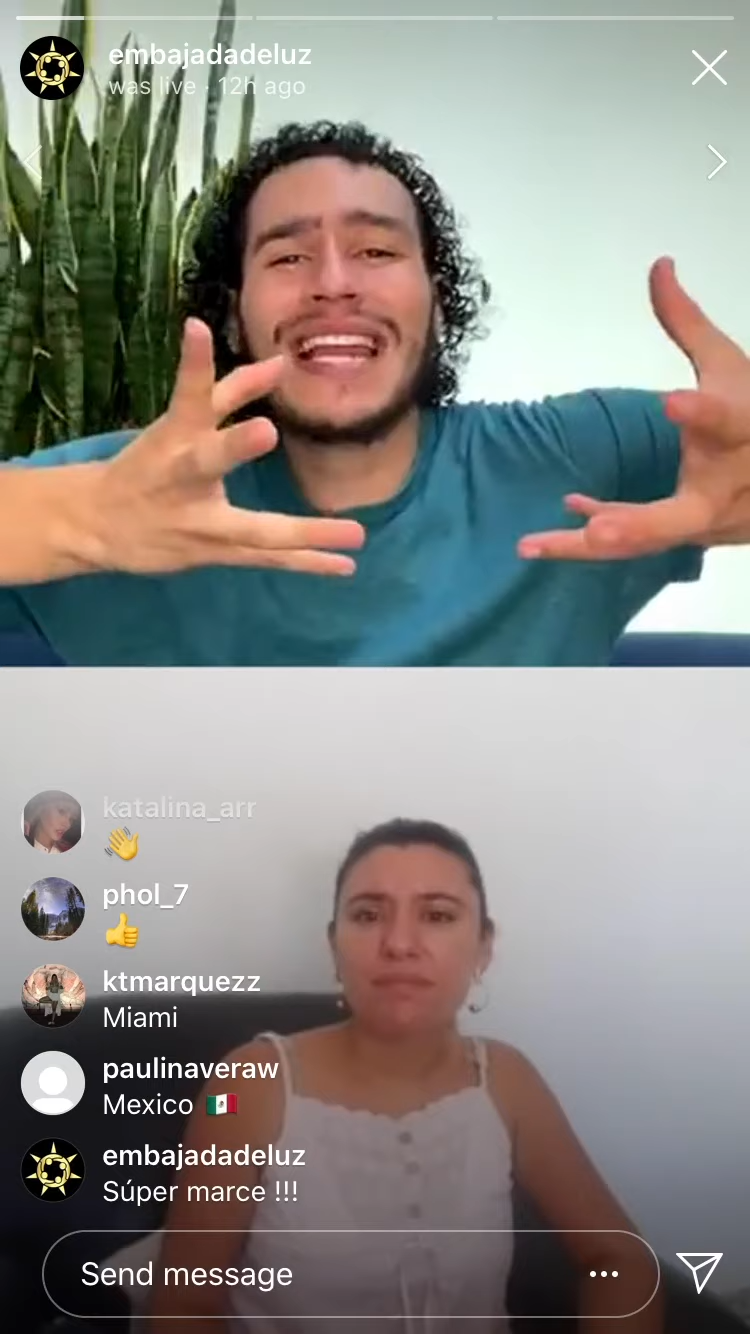 embajadadeluz
was live · 12h ago
katalina_arr
👋
phol_7
👍
ktmarquezz
Miami
paulinaveraw
Mexico 🇲🇽
embajadadeluz
Súper marce !!!
Send message